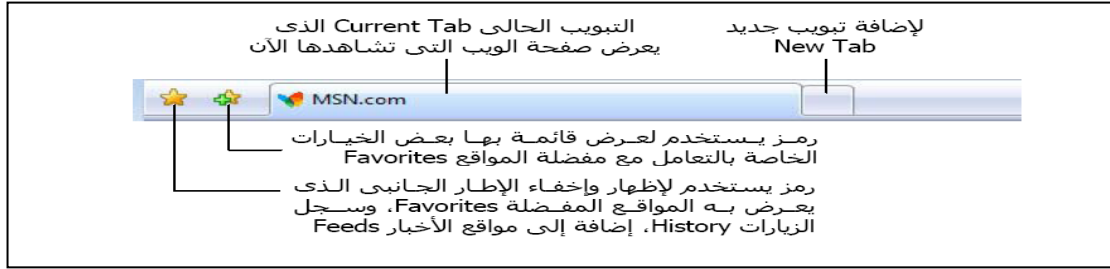 لإضافة تبويب جديد
New Tab
التبويب الحالى Current Tab الذى
يعرض صفحة الويب التى تشاهدها الآن
MSN.com
رمز يستخدم لعرض قائمة بها بعض الخيارات
الخاصة بالتعامل مع مفضلة المواقع Favorites
رمز يستخدم لإظهار وإخفاء الإطار الجانبى الذى
يعرض به المواقع المفضلة Favorites، وسجل
الزيارات History، إضافة إلى مواقع الأخبار Feeds